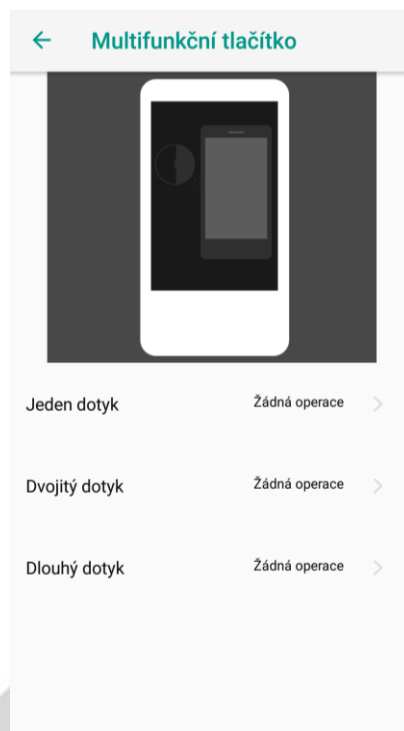 Multifunkční tlačítko
Jeden dotyk Žádná operace
Dvojitý dotyk Žádná operace
Dlouhý dotyk Žádná operace